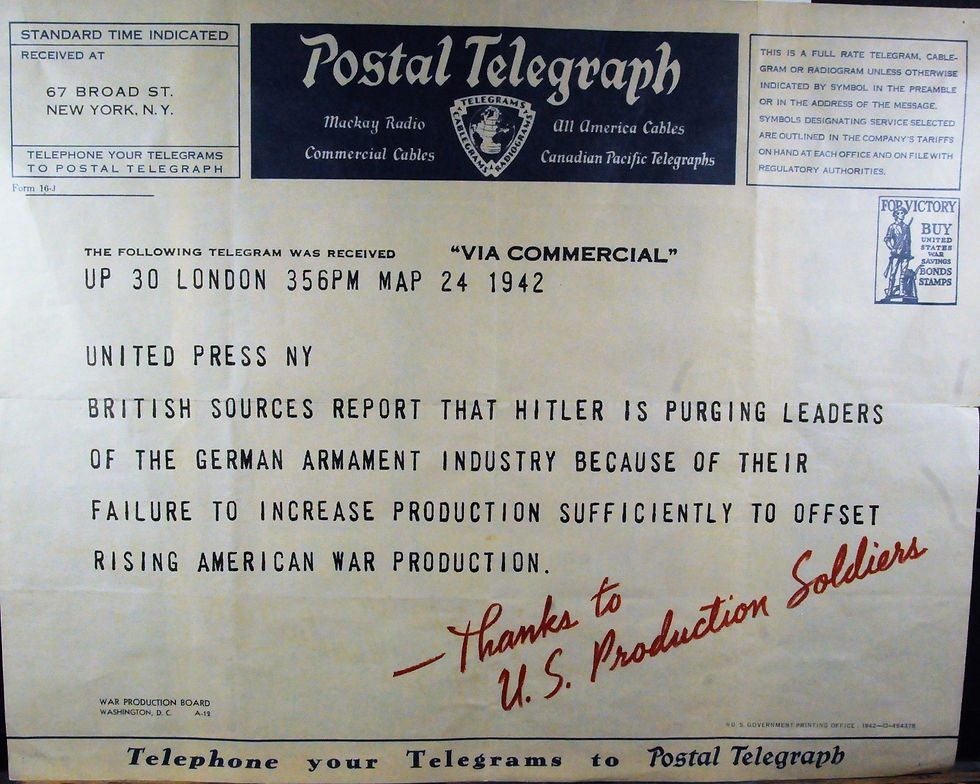 STANDARD TIME INDICATED
RECEIVED AT
67 BROAD ST.
NEW YORK, N.Y.
TELEPHONE YOUR TELEGRAMS
TO POSTAL TELEGRAPH
Form 16-J
Postal Telegraph
Mackay Radio
Commercial Cables
TELEGRAMS
CABLEGRAMS
RADIOGRAMS
All America Cables
Canadian Pacific Telegraphs
THIS IS A FULL RATE TELEGRAM, CABLE-
GRAM OR RADIOGRAM UNLESS OTHERWISE
INDICATED BY SYMBOL IN THE PREAMBLE
OR IN THE ADDRESS OF THE MESSAGE.
SYMBOLS DESIGNATING SERVICE SELECTED
ARE OUTLINED IN THE COMPANY'S TARIFFS
ON HAND AT EACH OFFICE AND ON FILE WITH
REGULATORY AUTHORITIES.
FOR VICTORY
BUY
UNITED
STATES
WAR
SAVINGS
BONDS
STAMPS
THE FOLLOWING TELEGRAM WAS RECEIVED "VIA COMMERCIAL"
UP 30 LONDON 356PM MAP 24 1942
UNITED PRESS NY
BRITISH SOURCES REPORT THAT HITLER IS PURGING LEADERS
OF THE GERMAN ARMAMENT INDUSTRY BECAUSE OF THEIR
FAILURE TO INCREASE PRODUCTION SUFFICIENTLY TO OFFSET
RISING AMERICAN WAR PRODUCTION.
—Thanks to
U.S. Production Soldiers
WAR PRODUCTION BOARD
WASHINGTON, D. C. A-12
U. S. GOVERNMENT PRINTING OFFICE : 1942—O-454378
Telephone your Telegrams to Postal Telegraph